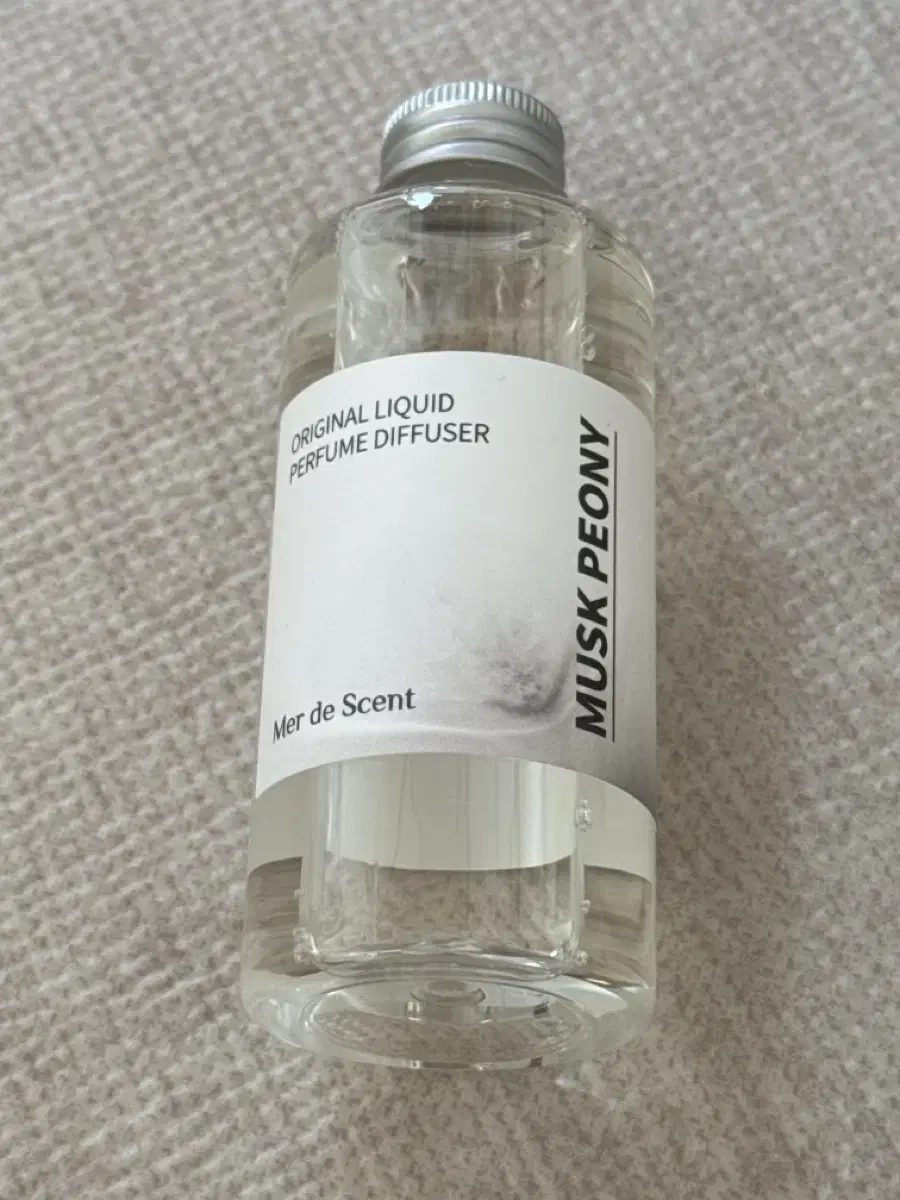 ORIGINAL LIQUID
PERFUME DIFFUSER
MUSK PEONY
Mer de Scent